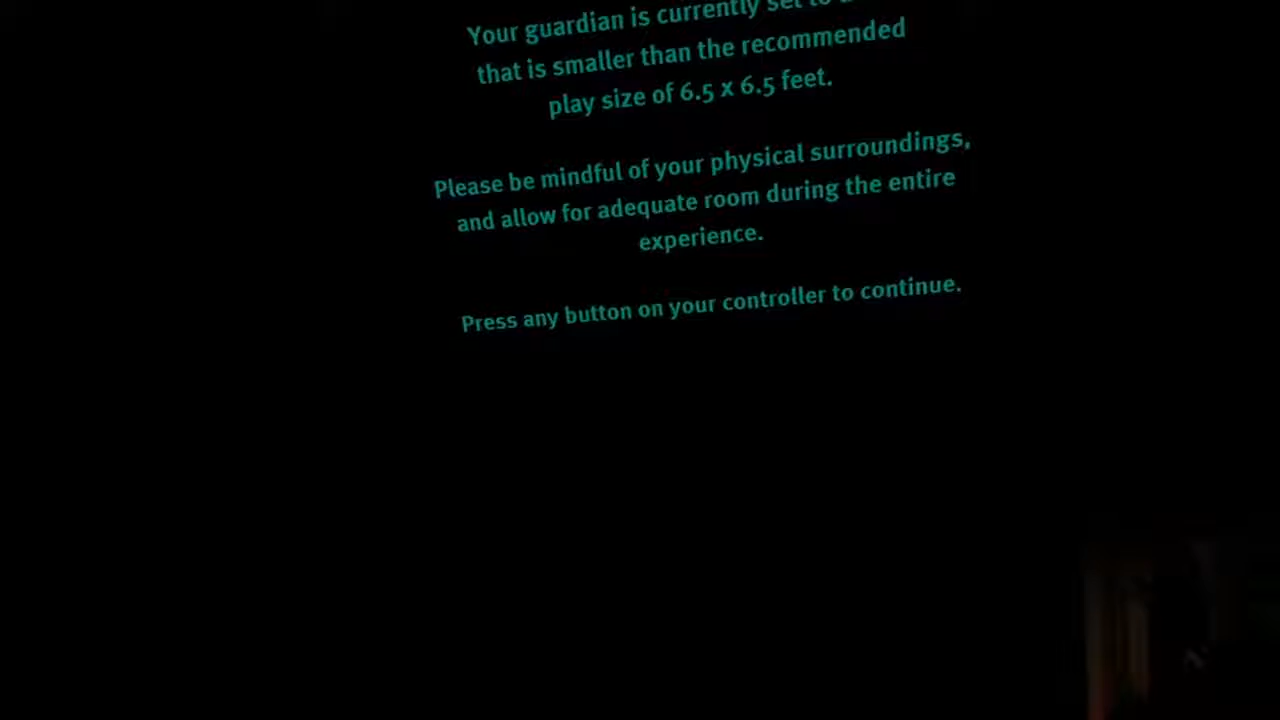 Your guardian is currently set to a
that is smaller than the recommended
play size of 6.5 x 6.5 feet.
Please be mindful of your physical surroundings,
and allow for adequate room during the entire
experience.
Press any button on your controller to continue.